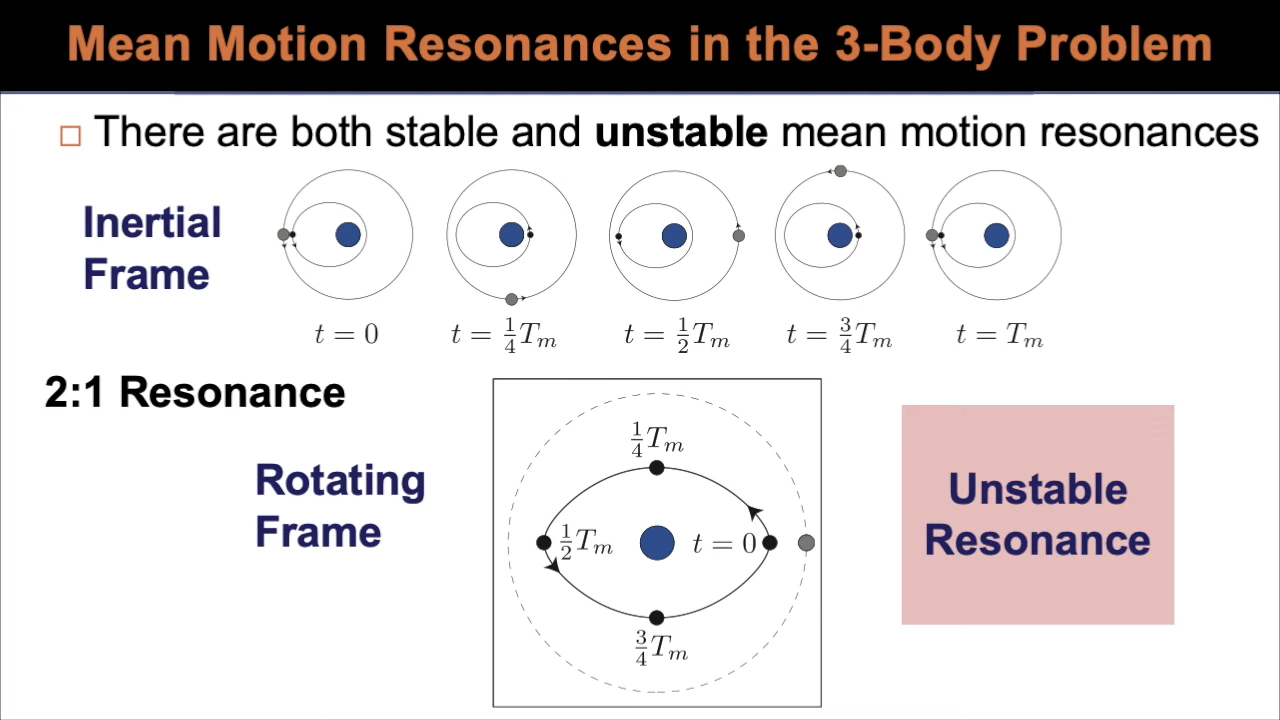 Mean Motion Resonances in the 3-Body Problem
There are both stable and unstable mean motion resonances
Inertial
Frame
t = 0
t = 1/4 Tₘ
t = 1/2 Tₘ
t = 3/4 Tₘ
t = Tₘ
2:1 Resonance
Rotating
Frame
1/4 Tₘ
1/2 Tₘ
t = 0
3/4 Tₘ
Unstable
Resonance